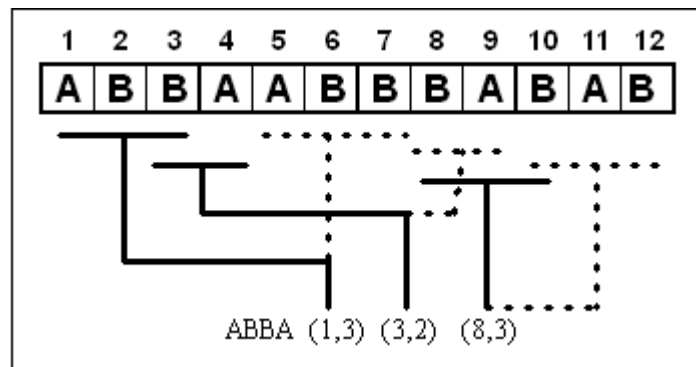 1 2 3 4 5 6 7 8 9 10 11 12
A B B A A B B B A B A B
ABBA (1,3) (3,2) (8,3)